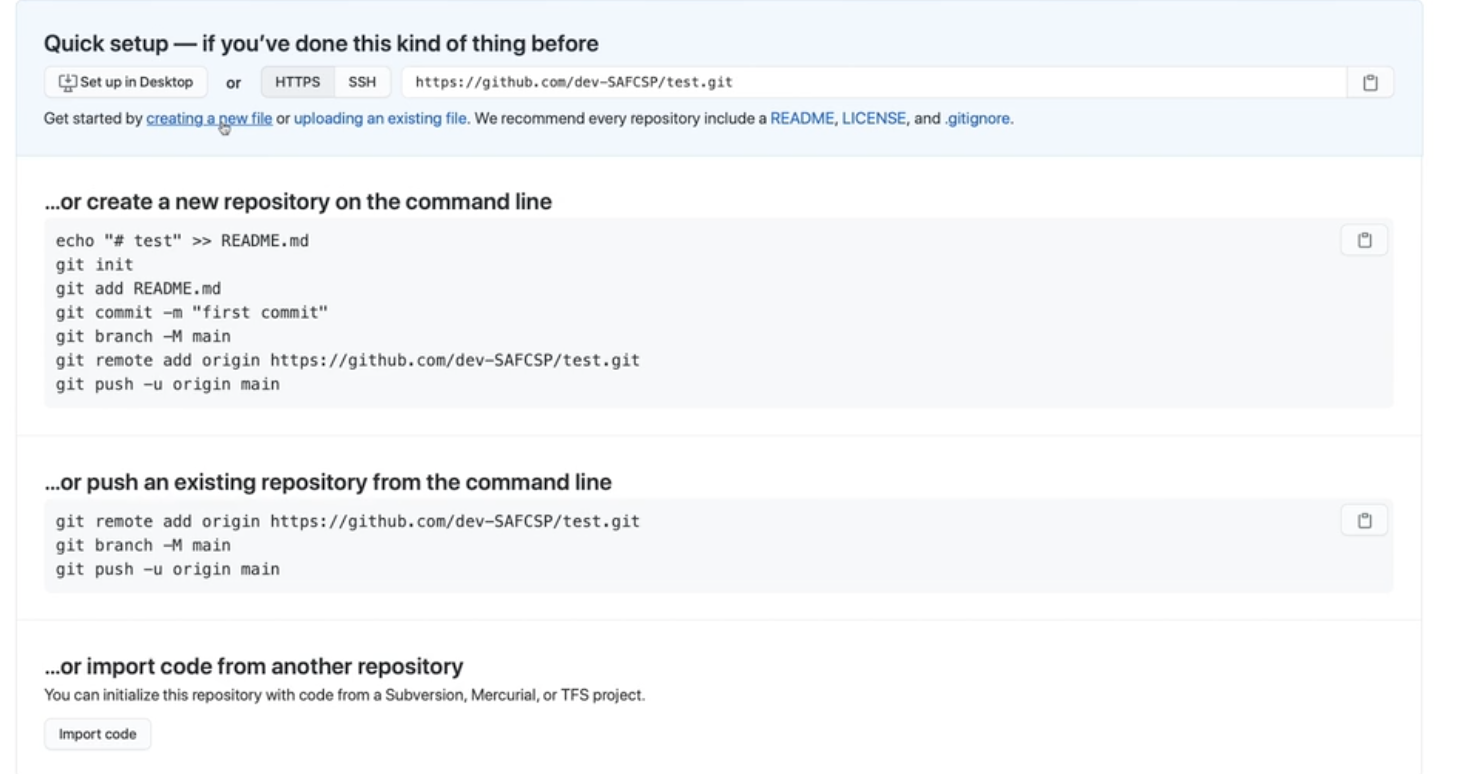 Quick setup — if you’ve done this kind of thing before
Set up in Desktop or HTTPS SSH https://github.com/dev-SAFCSP/test.git
Get started by creating a new file or uploading an existing file. We recommend every repository include a README, LICENSE, and .gitignore.
...or create a new repository on the command line
echo "# test" >> README.md
git init
git add README.md
git commit -m "first commit"
git branch -M main
git remote add origin https://github.com/dev-SAFCSP/test.git
git push -u origin main
...or push an existing repository from the command line
git remote add origin https://github.com/dev-SAFCSP/test.git
git branch -M main
git push -u origin main
...or import code from another repository
You can initialize this repository with code from a Subversion, Mercurial, or TFS project.
Import code